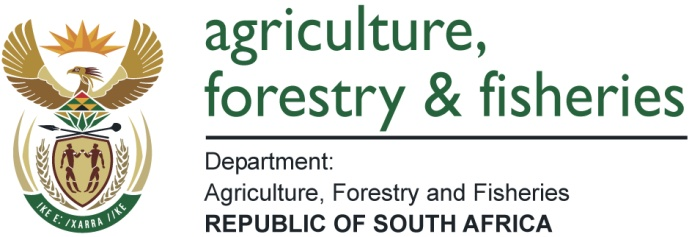 agriculture,
forestry & fisheries
Department:
Agriculture, Forestry and Fisheries
REPUBLIC OF SOUTH AFRICA
!KE E: /XARRA //KE